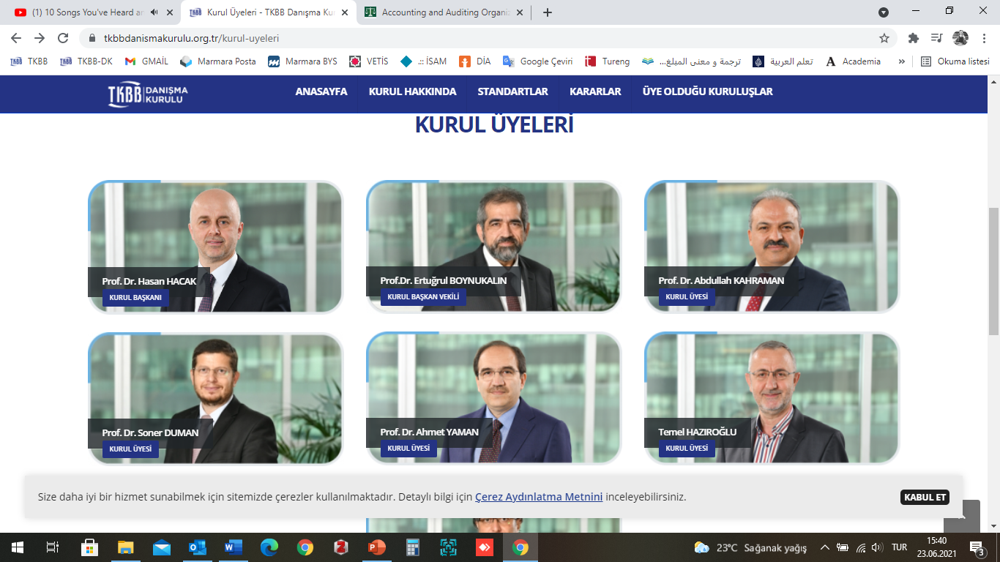 (1) 10 Songs You've Heard an
Kurul Üyeleri - TKBB Danışma Ku
Accounting and Auditing Organiz
tkbbdanismakurulu.org.tr/kurul-uyeleri
TKBB
TKBB-DK
GMAİL
Marmara Posta
Marmara BYS
VETİS
.:: İSAM
DİA
Google Çeviri
Tureng
ترجمة و معنى المبلغ...
تعلم العربية
Academia
»
Okuma listesi
TKBB DANIŞMA
KURULU
ANASAYFA
KURUL HAKKINDA
STANDARTLAR
KARARLAR
ÜYE OLDUĞU KURULUŞLAR
KURUL ÜYELERİ
Prof. Dr. Hasan HACAK
KURUL BAŞKANI
Prof.Dr. Ertuğrul BOYNUKALIN
KURUL BAŞKAN VEKİLİ
Prof. Dr. Abdullah KAHRAMAN
KURUL ÜYESİ
Prof. Dr. Soner DUMAN
KURUL ÜYESİ
Prof. Dr. Ahmet YAMAN
KURUL ÜYESİ
Temel HAZIROĞLU
KURUL ÜYESİ
Size daha iyi bir hizmet sunabilmek için sitemizde çerezler kullanılmaktadır. Detaylı bilgi için Çerez Aydınlatma Metnini inceleyebilirsiniz.
KABUL ET
23°C Sağanak yağış
TUR
15:40
23.06.2021
3